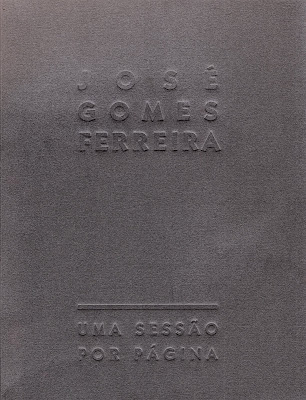 JOSÉ
GOMES
FERREIRA
UMA SESSÃO
POR PÁGINA